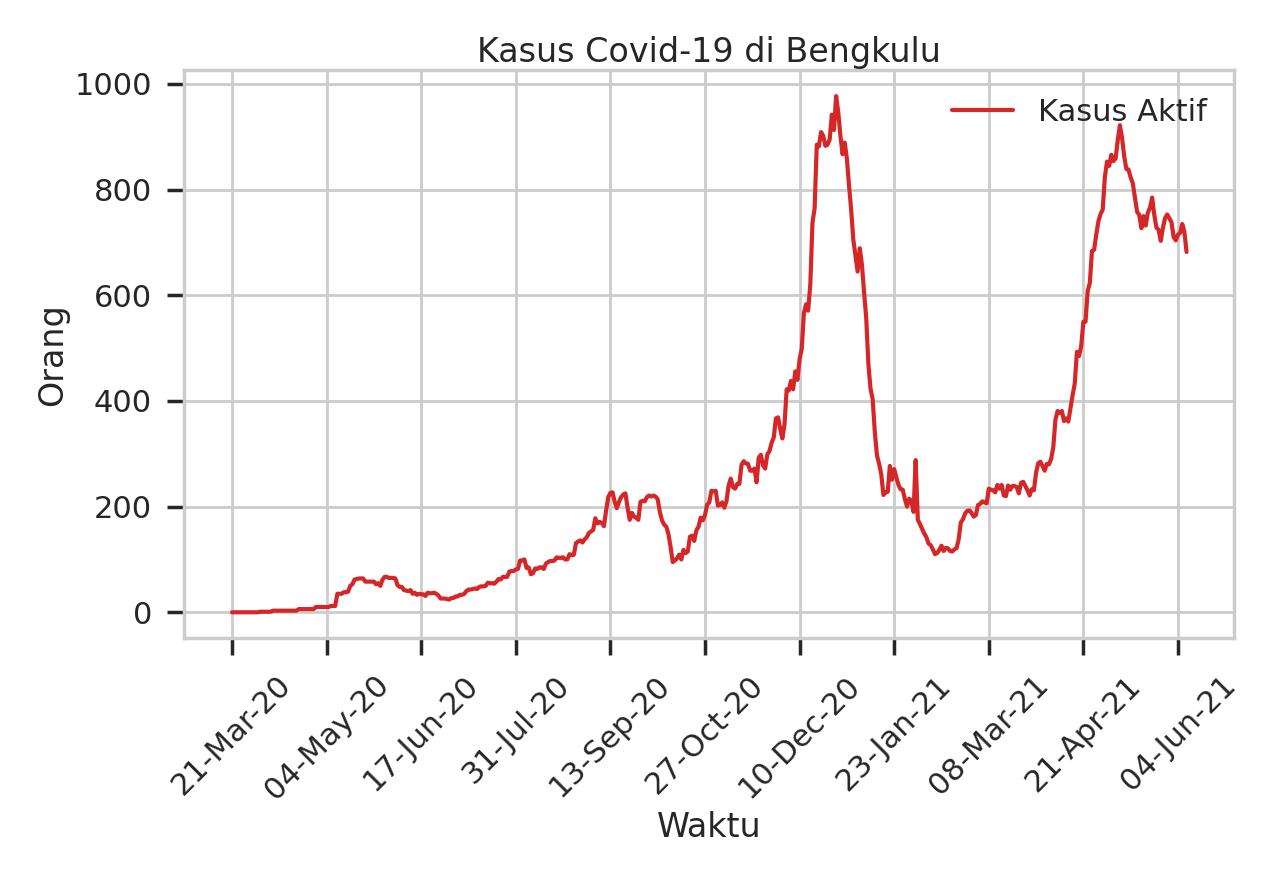 Kasus Covid-19 di Bengkulu
Kasus Aktif
1000
800
600
400
200
0
Orang
21-Mar-20
04-May-20
17-Jun-20
31-Jul-20
13-Sep-20
27-Oct-20
10-Dec-20
23-Jan-21
08-Mar-21
21-Apr-21
04-Jun-21
Waktu